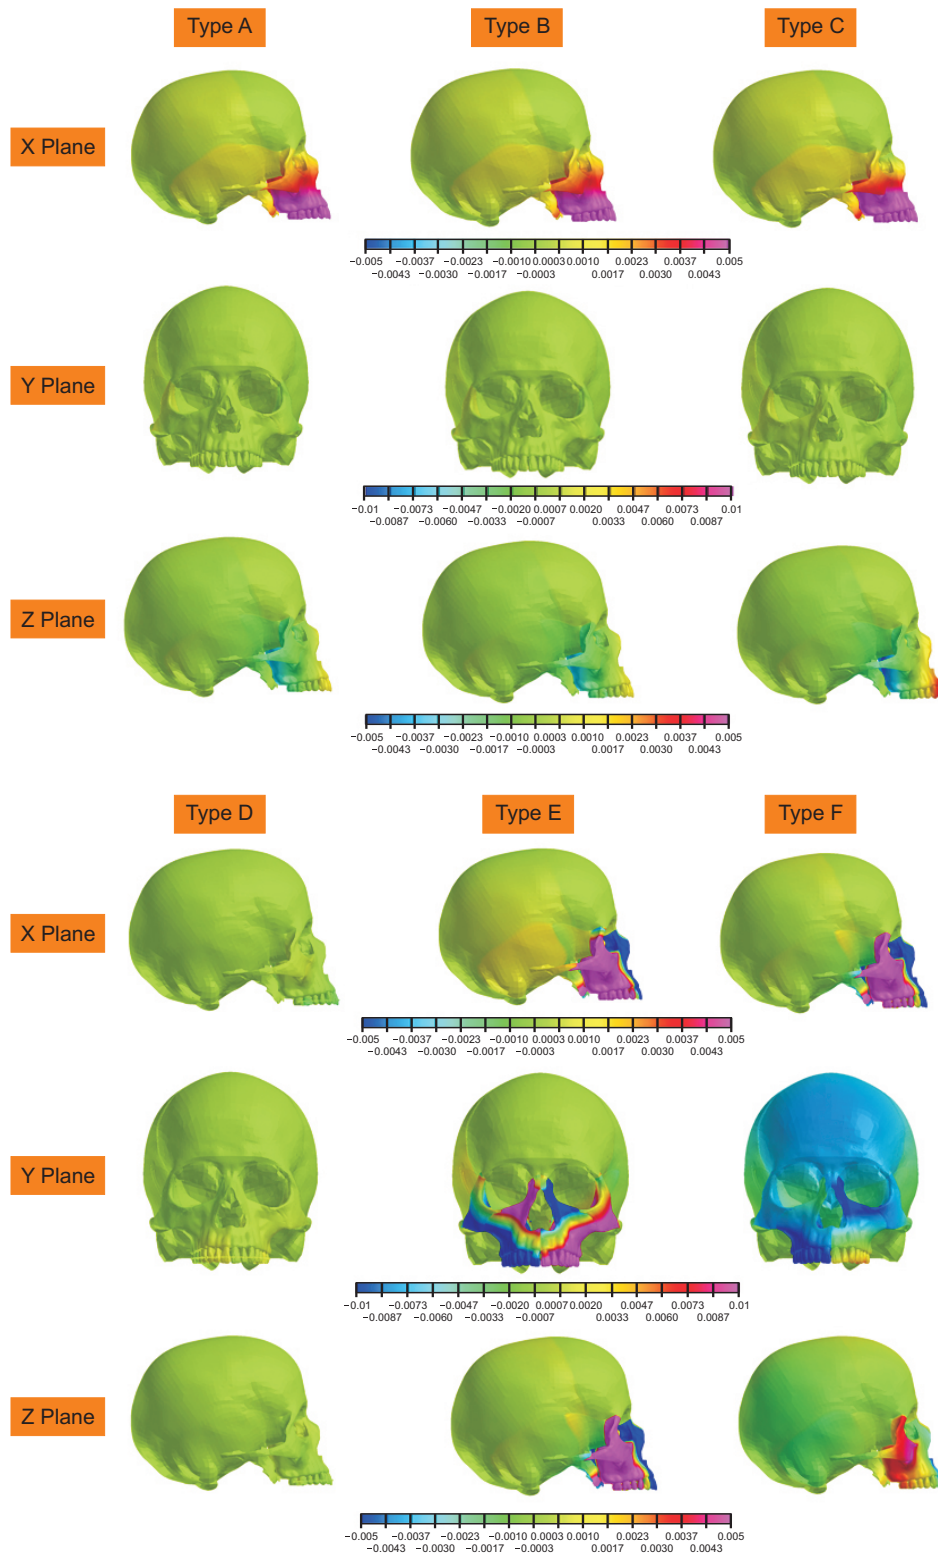 Type A Type B Type C
X Plane
−0.005 −0.0037 −0.0023 −0.0010 0.0003 0.0010 0.0023 0.0037 0.005
−0.0043 −0.0030 −0.0017 −0.0003 0.0017 0.0030 0.0043
Y Plane
−0.01 −0.0073 −0.0047 −0.0020 0.0007 0.0020 0.0047 0.0073 0.01
−0.0087 −0.0060 −0.0033 −0.0007 0.0033 0.0060 0.0087
Z Plane
−0.005 −0.0037 −0.0023 −0.0010 0.0003 0.0010 0.0023 0.0037 0.005
−0.0043 −0.0030 −0.0017 −0.0003 0.0017 0.0030 0.0043
Type D Type E Type F
X Plane
−0.005 −0.0037 −0.0023 −0.0010 0.0003 0.0010 0.0023 0.0037 0.005
−0.0043 −0.0030 −0.0017 −0.0003 0.0017 0.0030 0.0043
Y Plane
−0.01 −0.0073 −0.0047 −0.0020 0.0007 0.0020 0.0047 0.0073 0.01
−0.0087 −0.0060 −0.0033 −0.0007 0.0033 0.0060 0.0087
Z Plane
−0.005 −0.0037 −0.0023 −0.0010 0.0003 0.0010 0.0023 0.0037 0.005
−0.0043 −0.0030 −0.0017 −0.0003 0.0017 0.0030 0.0043